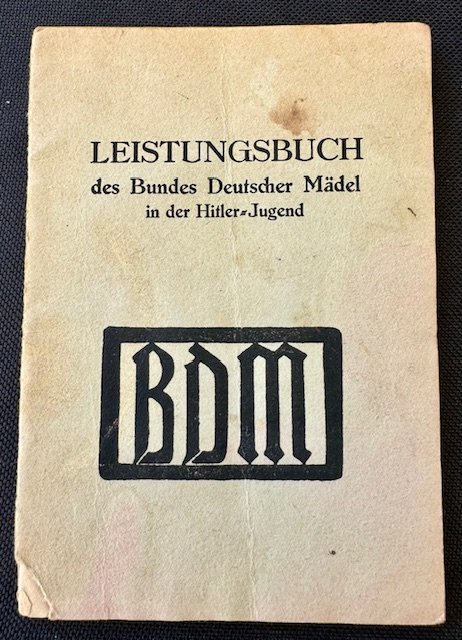 LEISTUNGSBUCH
des Bundes Deutscher Mädel
in der Hitler-Jugend
BDM